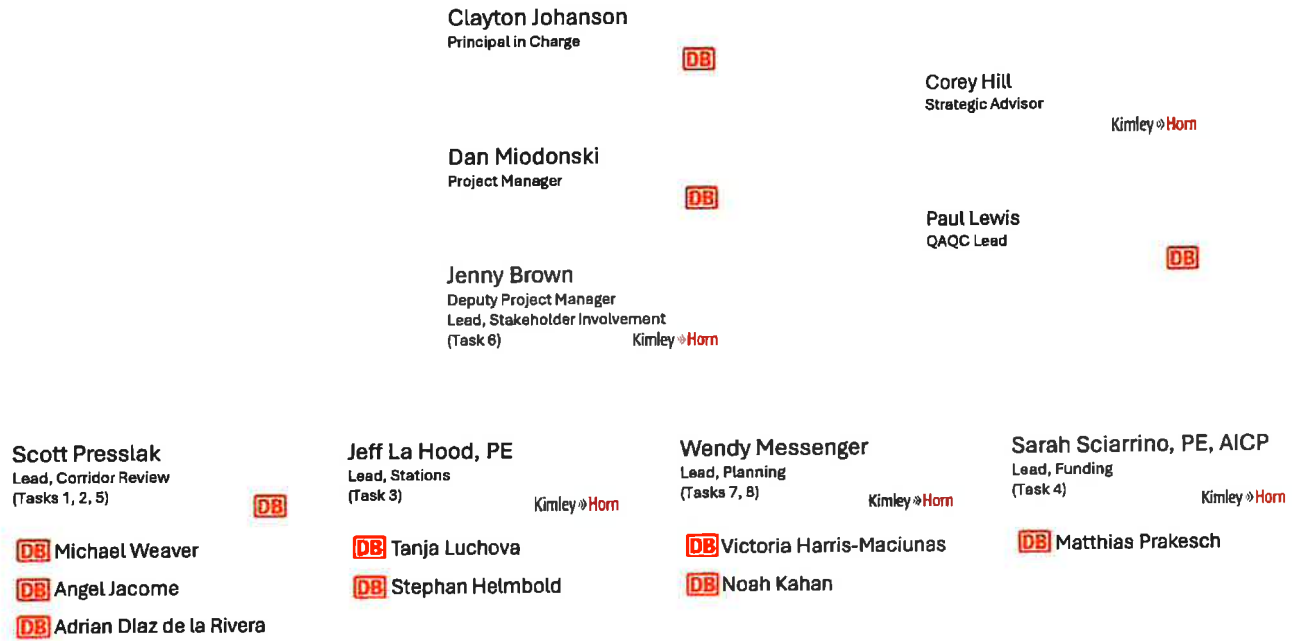 Clayton Johanson
Principal in Charge
DB
Corey Hill
Strategic Advisor
Kimley»Horn
Dan Miodonski
Project Manager
DB
Paul Lewis
QAQC Lead
DB
Jenny Brown
Deputy Project Manager
Lead, Stakeholder Involvement
(Task 6)
Kimley»Horn
Scott Presslak
Lead, Corridor Review
(Tasks 1, 2, 5)
DB
DB Michael Weaver
DB Angel Jacome
DB Adrian Diaz de la Rivera
Jeff La Hood, PE
Lead, Stations
(Task 3)
Kimley»Horn
DB Tanja Luchova
DB Stephan Helmbold
Wendy Messenger
Lead, Planning
(Tasks 7, 8)
Kimley»Horn
DB Victoria Harris-Maciunas
DB Noah Kahan
Sarah Sciarrino, PE, AICP
Lead, Funding
(Task 4)
Kimley»Horn
DB Matthias Prakesch